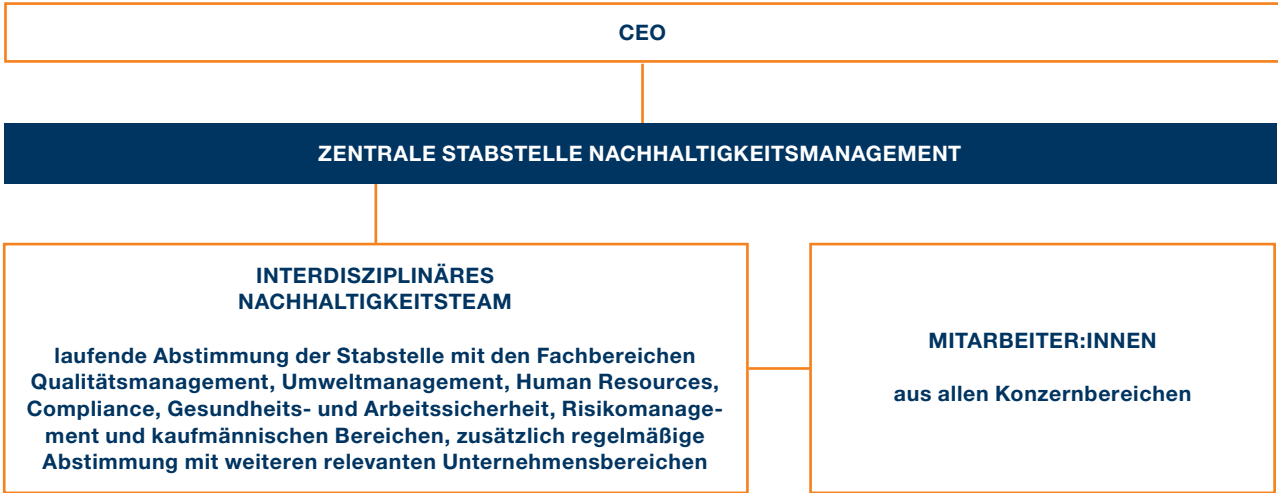 CEO
ZENTRALE STABSTELLE NACHHALTIGKEITSMANAGEMENT
INTERDISZIPLINÄRES
NACHHALTIGKEITSTEAM
laufende Abstimmung der Stabstelle mit den Fachbereichen
Qualitätsmanagement, Umweltmanagement, Human Resources,
Compliance, Gesundheits- und Arbeitssicherheit, Risikomanage-
ment und kaufmännischen Bereichen, zusätzlich regelmäßige
Abstimmung mit weiteren relevanten Unternehmensbereichen
MITARBEITER:INNEN
aus allen Konzernbereichen